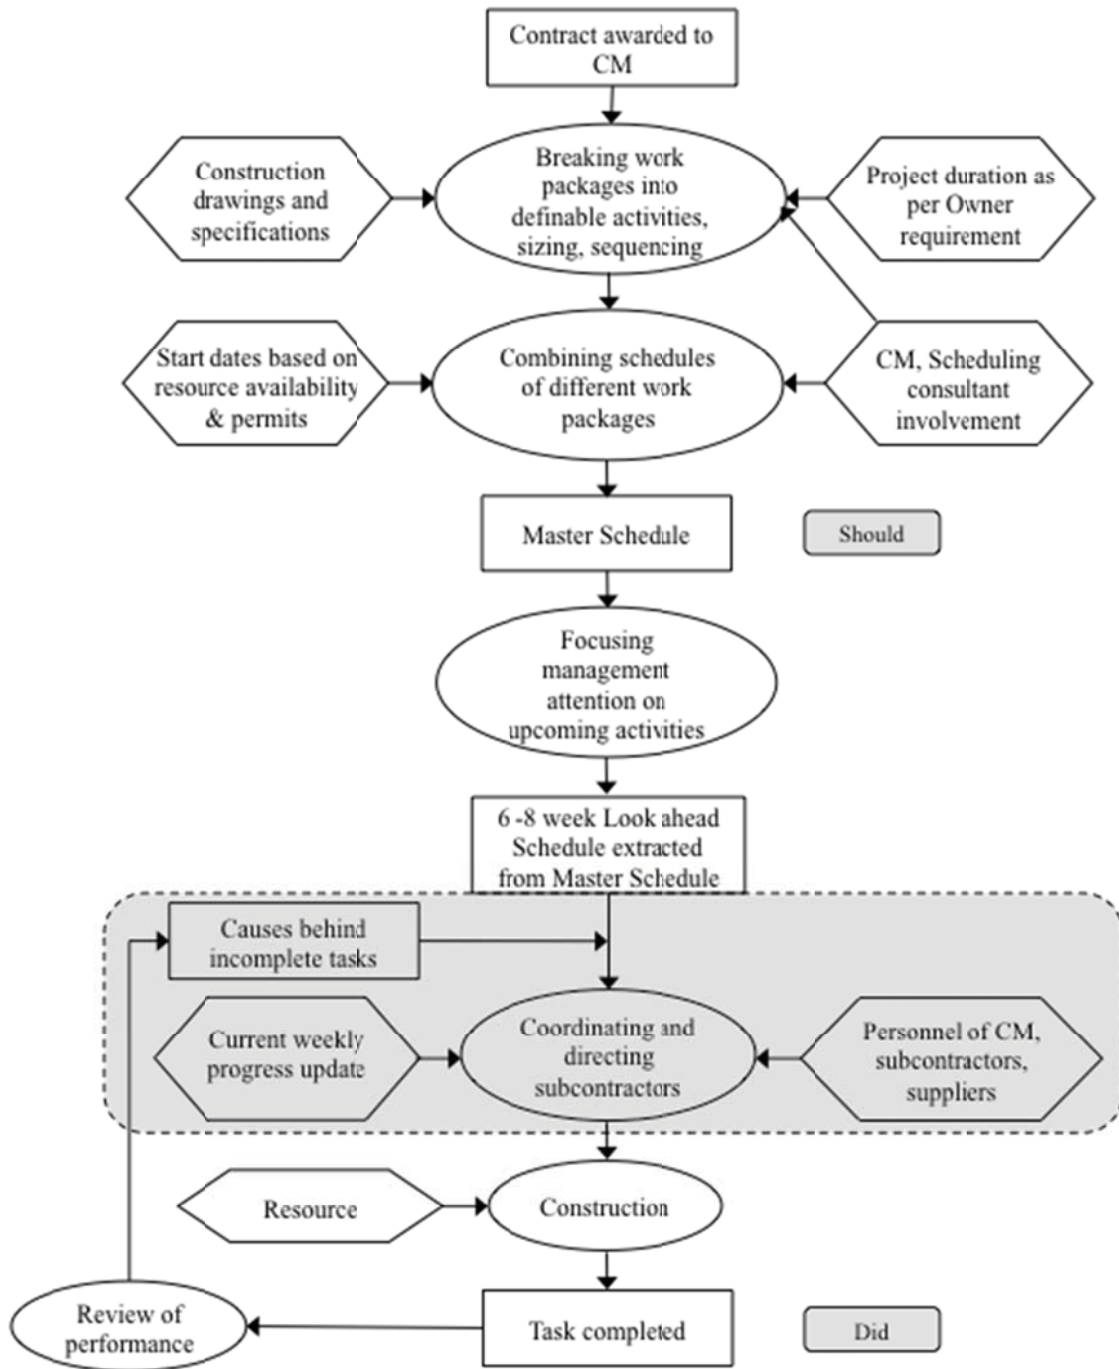 Contract awarded to
CM
Construction
drawings and
specifications
Breaking work
packages into
definable activities,
sizing, sequencing
Project duration as
per Owner
requirement
Start dates based on
resource availability
& permits
Combining schedules
of different work
packages
CM, Scheduling
consultant
involvement
Master Schedule
Should
Focusing
management
attention on
upcoming activities
6 -8 week Look ahead
Schedule extracted
from Master Schedule
Causes behind
incomplete tasks
Current weekly
progress update
Coordinating and
directing
subcontractors
Personnel of CM,
subcontractors,
suppliers
Resource
Construction
Review of
performance
Task completed
Did